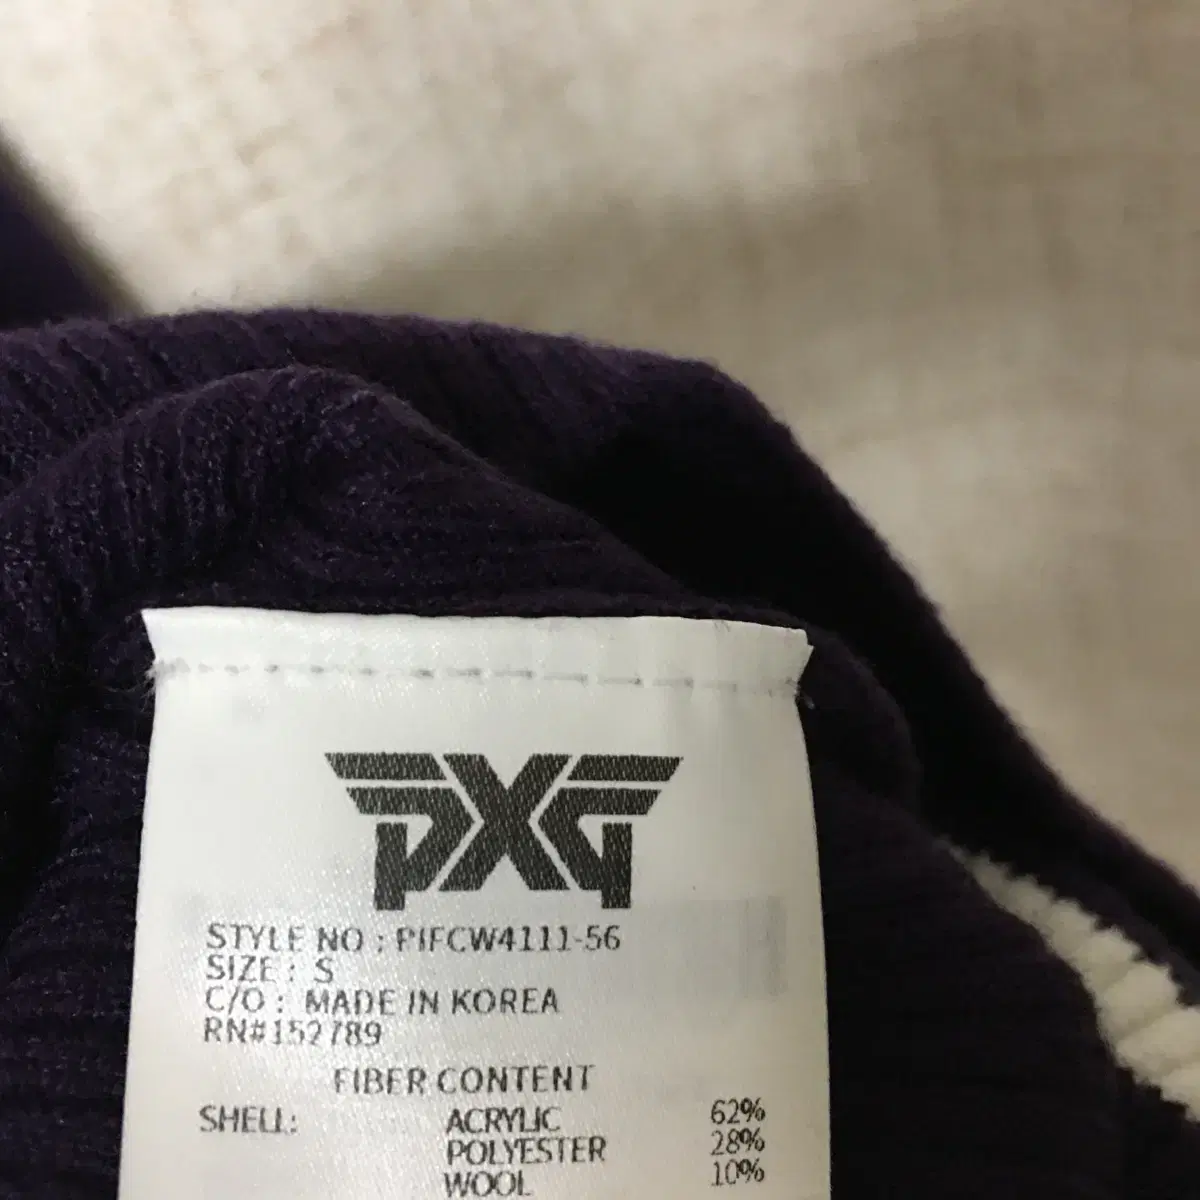 PXG
STYLE NO : PIFCW4111-56
SIZE : S
C/O : MADE IN KOREA
RN#152789
FIBER CONTENT
SHELL: ACRYLIC 62%
POLYESTER 28%
WOOL 10%